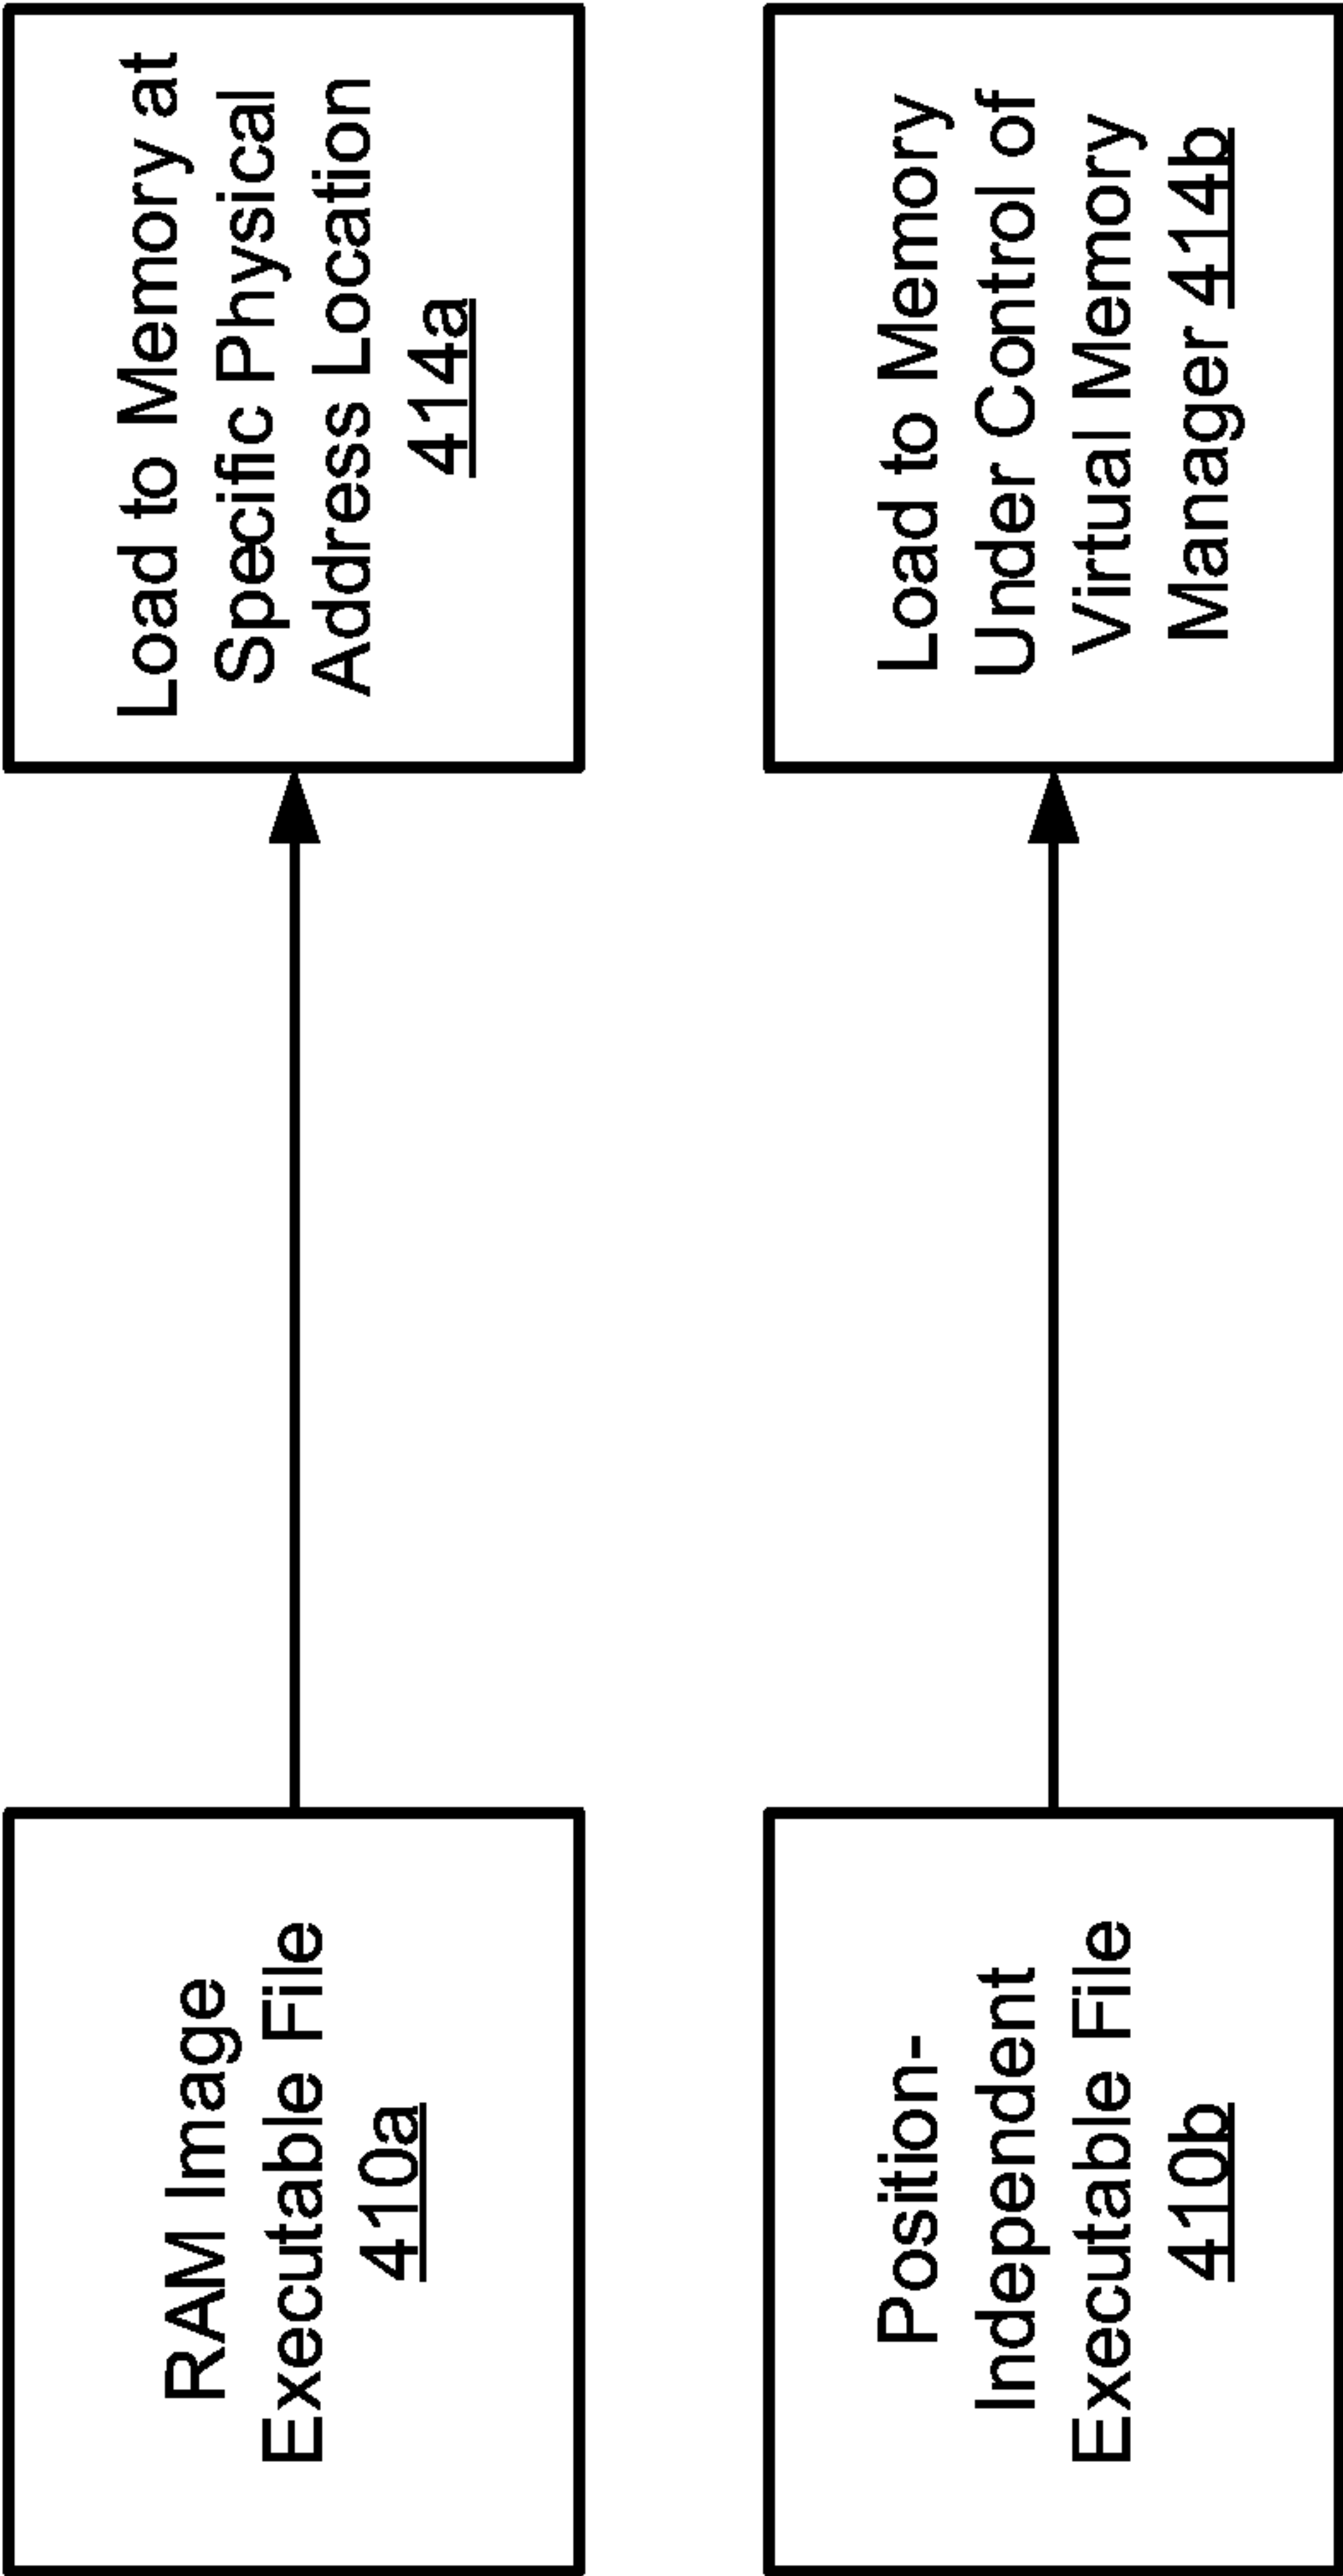 RAM Image
Executable File
410a
Load to Memory at
Specific Physical
Address Location
414a
Position-
Independent
Executable File
410b
Load to Memory
Under Control of
Virtual Memory
Manager 414b